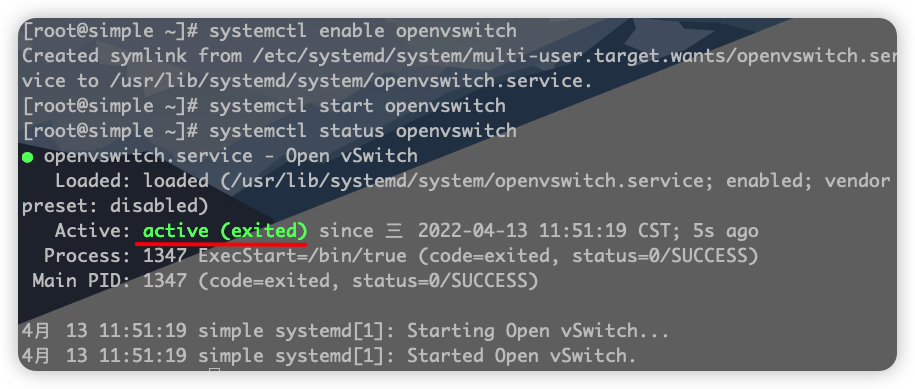 [root@simple ~]# systemctl enable openvswitch
Created symlink from /etc/systemd/system/multi-user.target.wants/openvswitch.ser
vice to /usr/lib/systemd/system/openvswitch.service.
[root@simple ~]# systemctl start openvswitch
[root@simple ~]# systemctl status openvswitch
● openvswitch.service - Open vSwitch
   Loaded: loaded (/usr/lib/systemd/system/openvswitch.service; enabled; vendor
preset: disabled)
   Active: active (exited) since 三 2022-04-13 11:51:19 CST; 5s ago
  Process: 1347 ExecStart=/bin/true (code=exited, status=0/SUCCESS)
 Main PID: 1347 (code=exited, status=0/SUCCESS)

4月 13 11:51:19 simple systemd[1]: Starting Open vSwitch...
4月 13 11:51:19 simple systemd[1]: Started Open vSwitch.